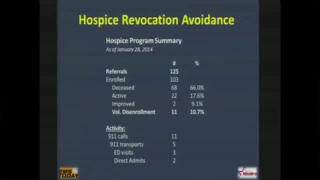 Hospice Revocation Avoidance
Hospice Program Summary
As of January 28, 2014
# %
Referrals 125
Enrolled 103
Deceased 68 66.0%
Active 22 17.6%
Improved 2 9.1%
Vol. Disenrollment 11 10.7%
Activity:
911 calls 11
911 transports 5
ED visits 3
Direct Admits 2
EMS
TODAY